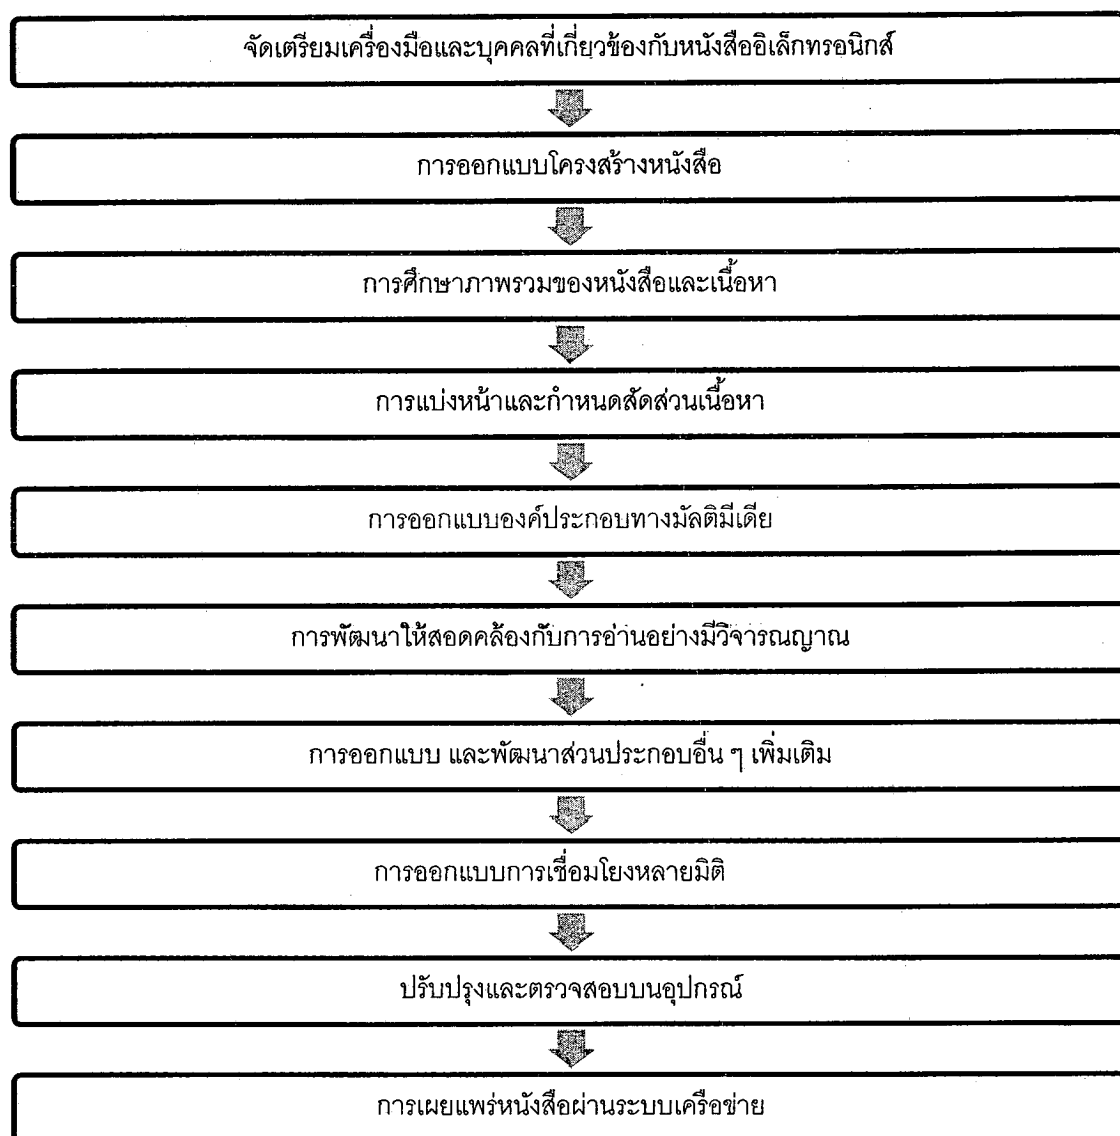 จัดเตรียมเครื่องมือและบุคคลที่เกี่ยวข้องกับหนังสืออิเล็กทรอนิกส์
การออกแบบโครงสร้างหนังสือ
การศึกษาภาพรวมของหนังสือและเนื้อหา
การแบ่งหน้าและกำหนดสัดส่วนเนื้อหา
การออกแบบองค์ประกอบทางมัลติมีเดีย
การพัฒนาให้สอดคล้องกับการอ่านอย่างมีวิจารณญาณ
การออกแบบ และพัฒนาส่วนประกอบอื่น ๆ เพิ่มเติม
การออกแบบการเชื่อมโยงหลายมิติ
ปรับปรุงและตรวจสอบบนอุปกรณ์
การเผยแพร่หนังสือผ่านระบบเครือข่าย